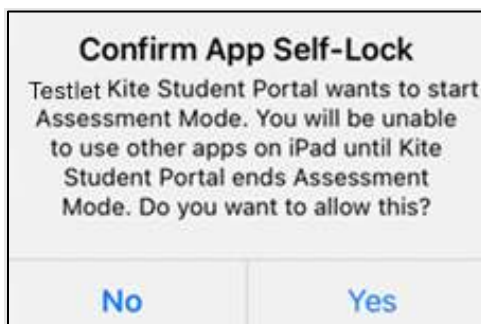 Confirm App Self-Lock
Testlet Kite Student Portal wants to start
Assessment Mode. You will be unable
to use other apps on iPad until Kite
Student Portal ends Assessment
Mode. Do you want to allow this?
No
Yes